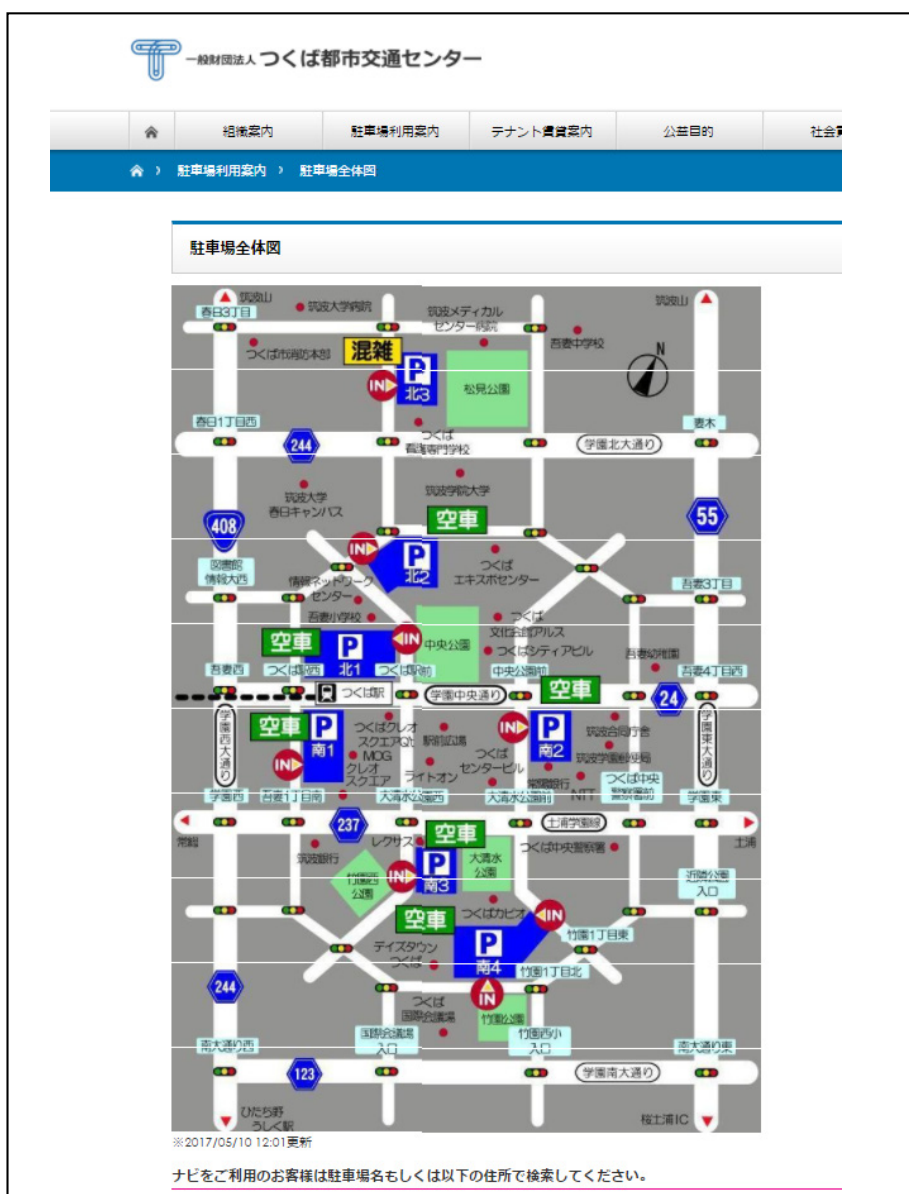 一般財団法人 つくば都市交通センター
組織案内 駐車場利用案内 テナント賃貸案内 公益目的 社会
駐車場利用案内 › 駐車場全体図
駐車場全体図
筑波山
春日3丁目
筑波大学病院
筑波メディカル
センター病院
筑波山
吾妻中学校
つくば市消防本部
混雑
N
IN
P
北3
松見公園
春日1丁目西
妻木
244
つくば
看護専門学校
学園北大通り
筑波学院大学
筑波大学
春日キャンパス
空車
408
55
IN
P
北2
つくば
エキスポセンター
図書館
情報大西
情報ネットワーク
センター
吾妻3丁目
吾妻小学校
つくば
文化会館アルス
空車
P
北1
IN
中央公園
つくばシティアビル
吾妻幼稚園
吾妻西
つくば駅西
つくば駅前
中央公園前
吾妻4丁目西
つくば駅
学園中央通り
空車
24
学園西大通り
空車
P
南1
IN
つくばクレオ
スクエアQ't
MOG
クレオ
スクエア
駅前広場
ライトオン
つくば
センタービル
IN
P
南2
筑波合同庁舎
筑波学園郵便局
常陽銀行
NTT
つくば中央
警察署前
学園東大通り
学園西
吾妻1丁目南
大清水公園西
大清水公園前
学園東
237
土浦学園線
常総
土浦
筑波銀行
レクサス
空車
つくば中央警察署
竹園西
公園
IN
P
南3
大清水
公園
近隣公園
入口
空車
つくばカピオ
IN
竹園1丁目東
デイズタウン
つくば
P
南4
竹園1丁目北
244
IN
つくば
国際会議場
竹園公園
南大通り西
国際会議場
入口
竹園西小
入口
南大通り東
123
学園南大通り
ひたち野
うしく駅
桜土浦IC
※2017/05/10 12:01更新
ナビをご利用のお客様は駐車場名もしくは以下の住所で検索してください。